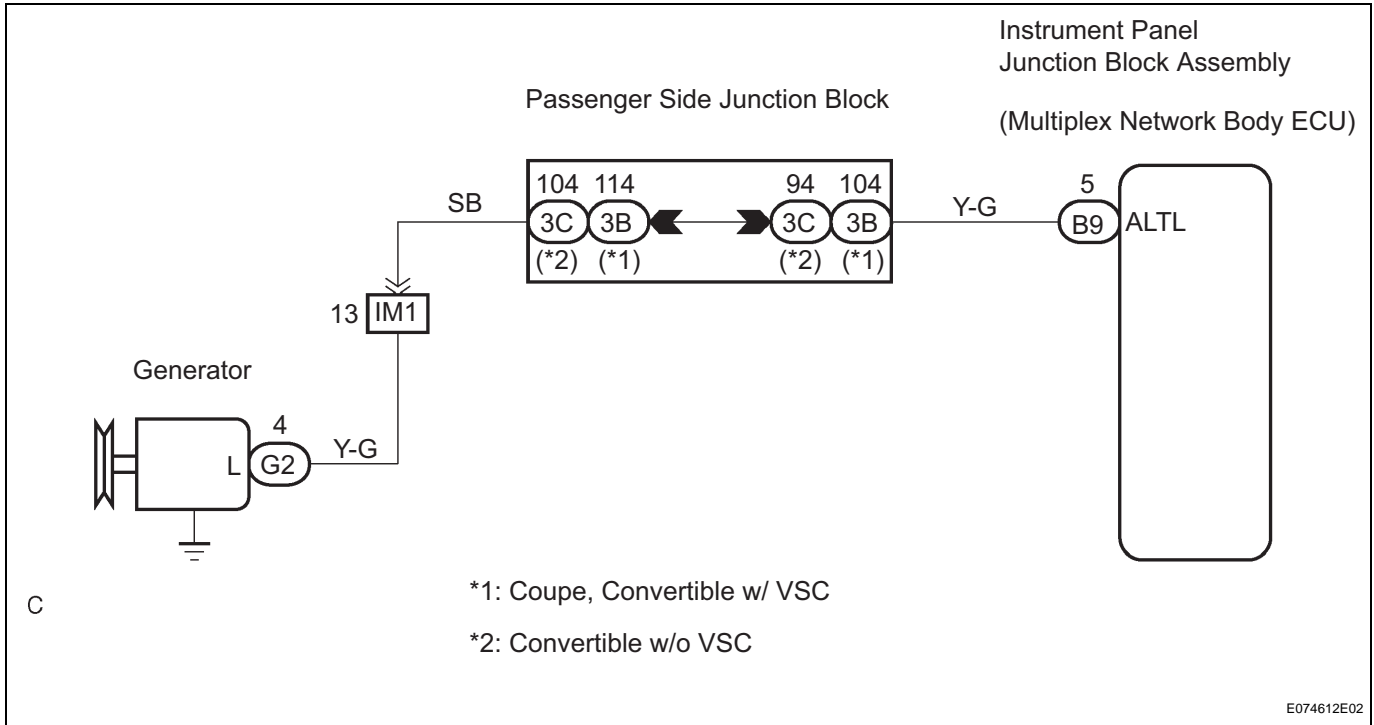 Instrument Panel
Junction Block Assembly
(Multiplex Network Body ECU)
Passenger Side Junction Block
104 114 94 104 5
SB 3C 3B 3C 3B Y-G B9 ALTL
(*2) (*1) (*2) (*1)
13 IM1
Generator
4
L G2 Y-G
*1: Coupe, Convertible w/ VSC
C
*2: Convertible w/o VSC
E074612E02